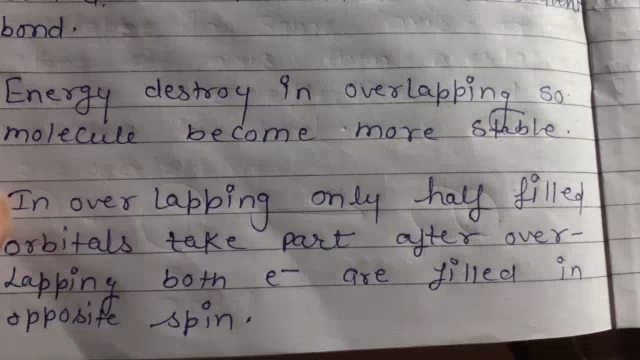 bond.
Energy destroy in overlapping so
molecule become more stable.
In over lapping only half filled
orbitals take part after over-
lapping both e⁻ are filled in
opposite spin.